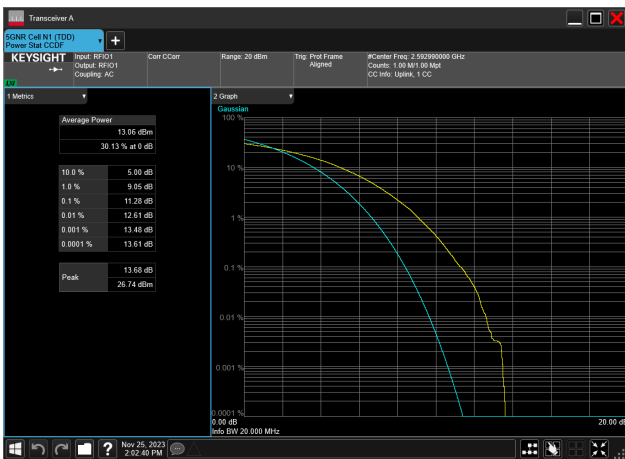 Transceiver A
5GNR Cell N1 (TDD)
Power Stat CCDF
KEYSIGHT
LV
Input: RFIO1
Output: RFIO1
Coupling: AC
Corr CCorr
Range: 20 dBm
Trig: Prot Frame
Aligned
#Center Freq: 2.592990000 GHz
Counts: 1.00 M/1.00 Mpt
CC Info: Uplink, 1 CC
1 Metrics
Average Power
13.06 dBm
30.13 % at 0 dB
10.0 % 5.00 dB
1.0 % 9.05 dB
0.1 % 11.28 dB
0.01 % 12.61 dB
0.001 % 13.48 dB
0.0001 % 13.61 dB
Peak
13.68 dB
26.74 dBm
2 Graph
Gaussian
100 %
10 %
1 %
0.1 %
0.01 %
0.001 %
0.0001 %
0.00 dB
20.00 dB
Info BW 20.000 MHz
Nov 25, 2023
2:02:40 PM